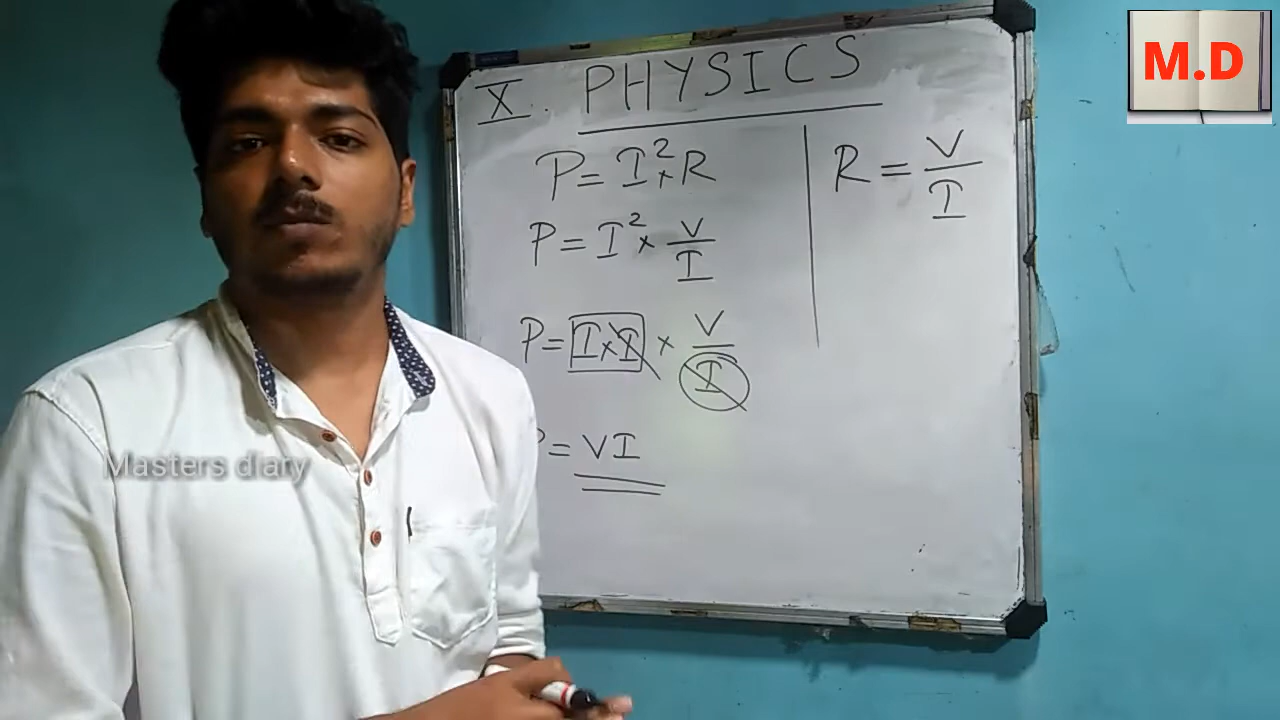 X. PHYSICS
P = I² × R
R = V/I
P = I² × V/I
P = I × I × V/I
P = VI
Masters diary
M.D